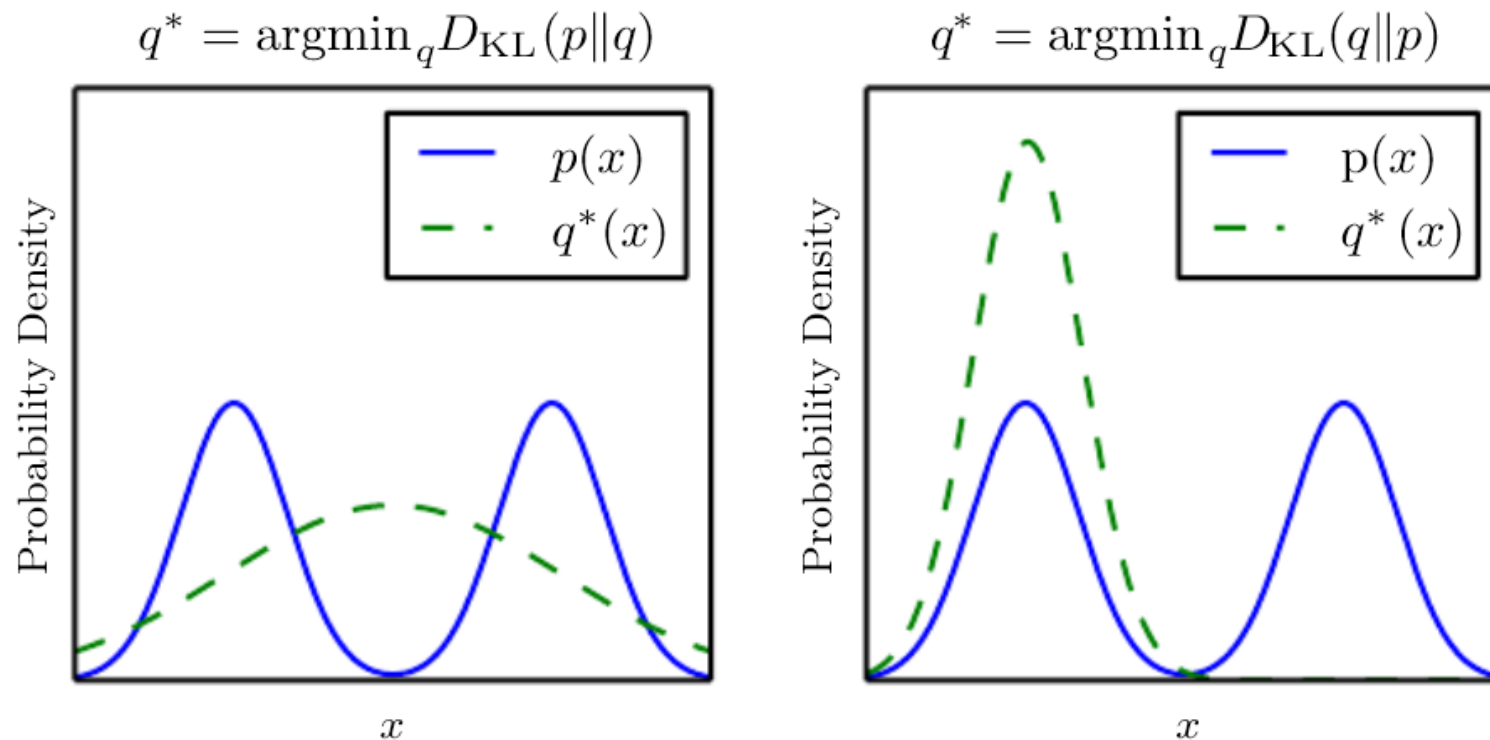 q* = argmin_q D_KL(p‖q)
p(x)
q*(x)
Probability Density
x
q* = argmin_q D_KL(q‖p)
p(x)
q*(x)
Probability Density
x